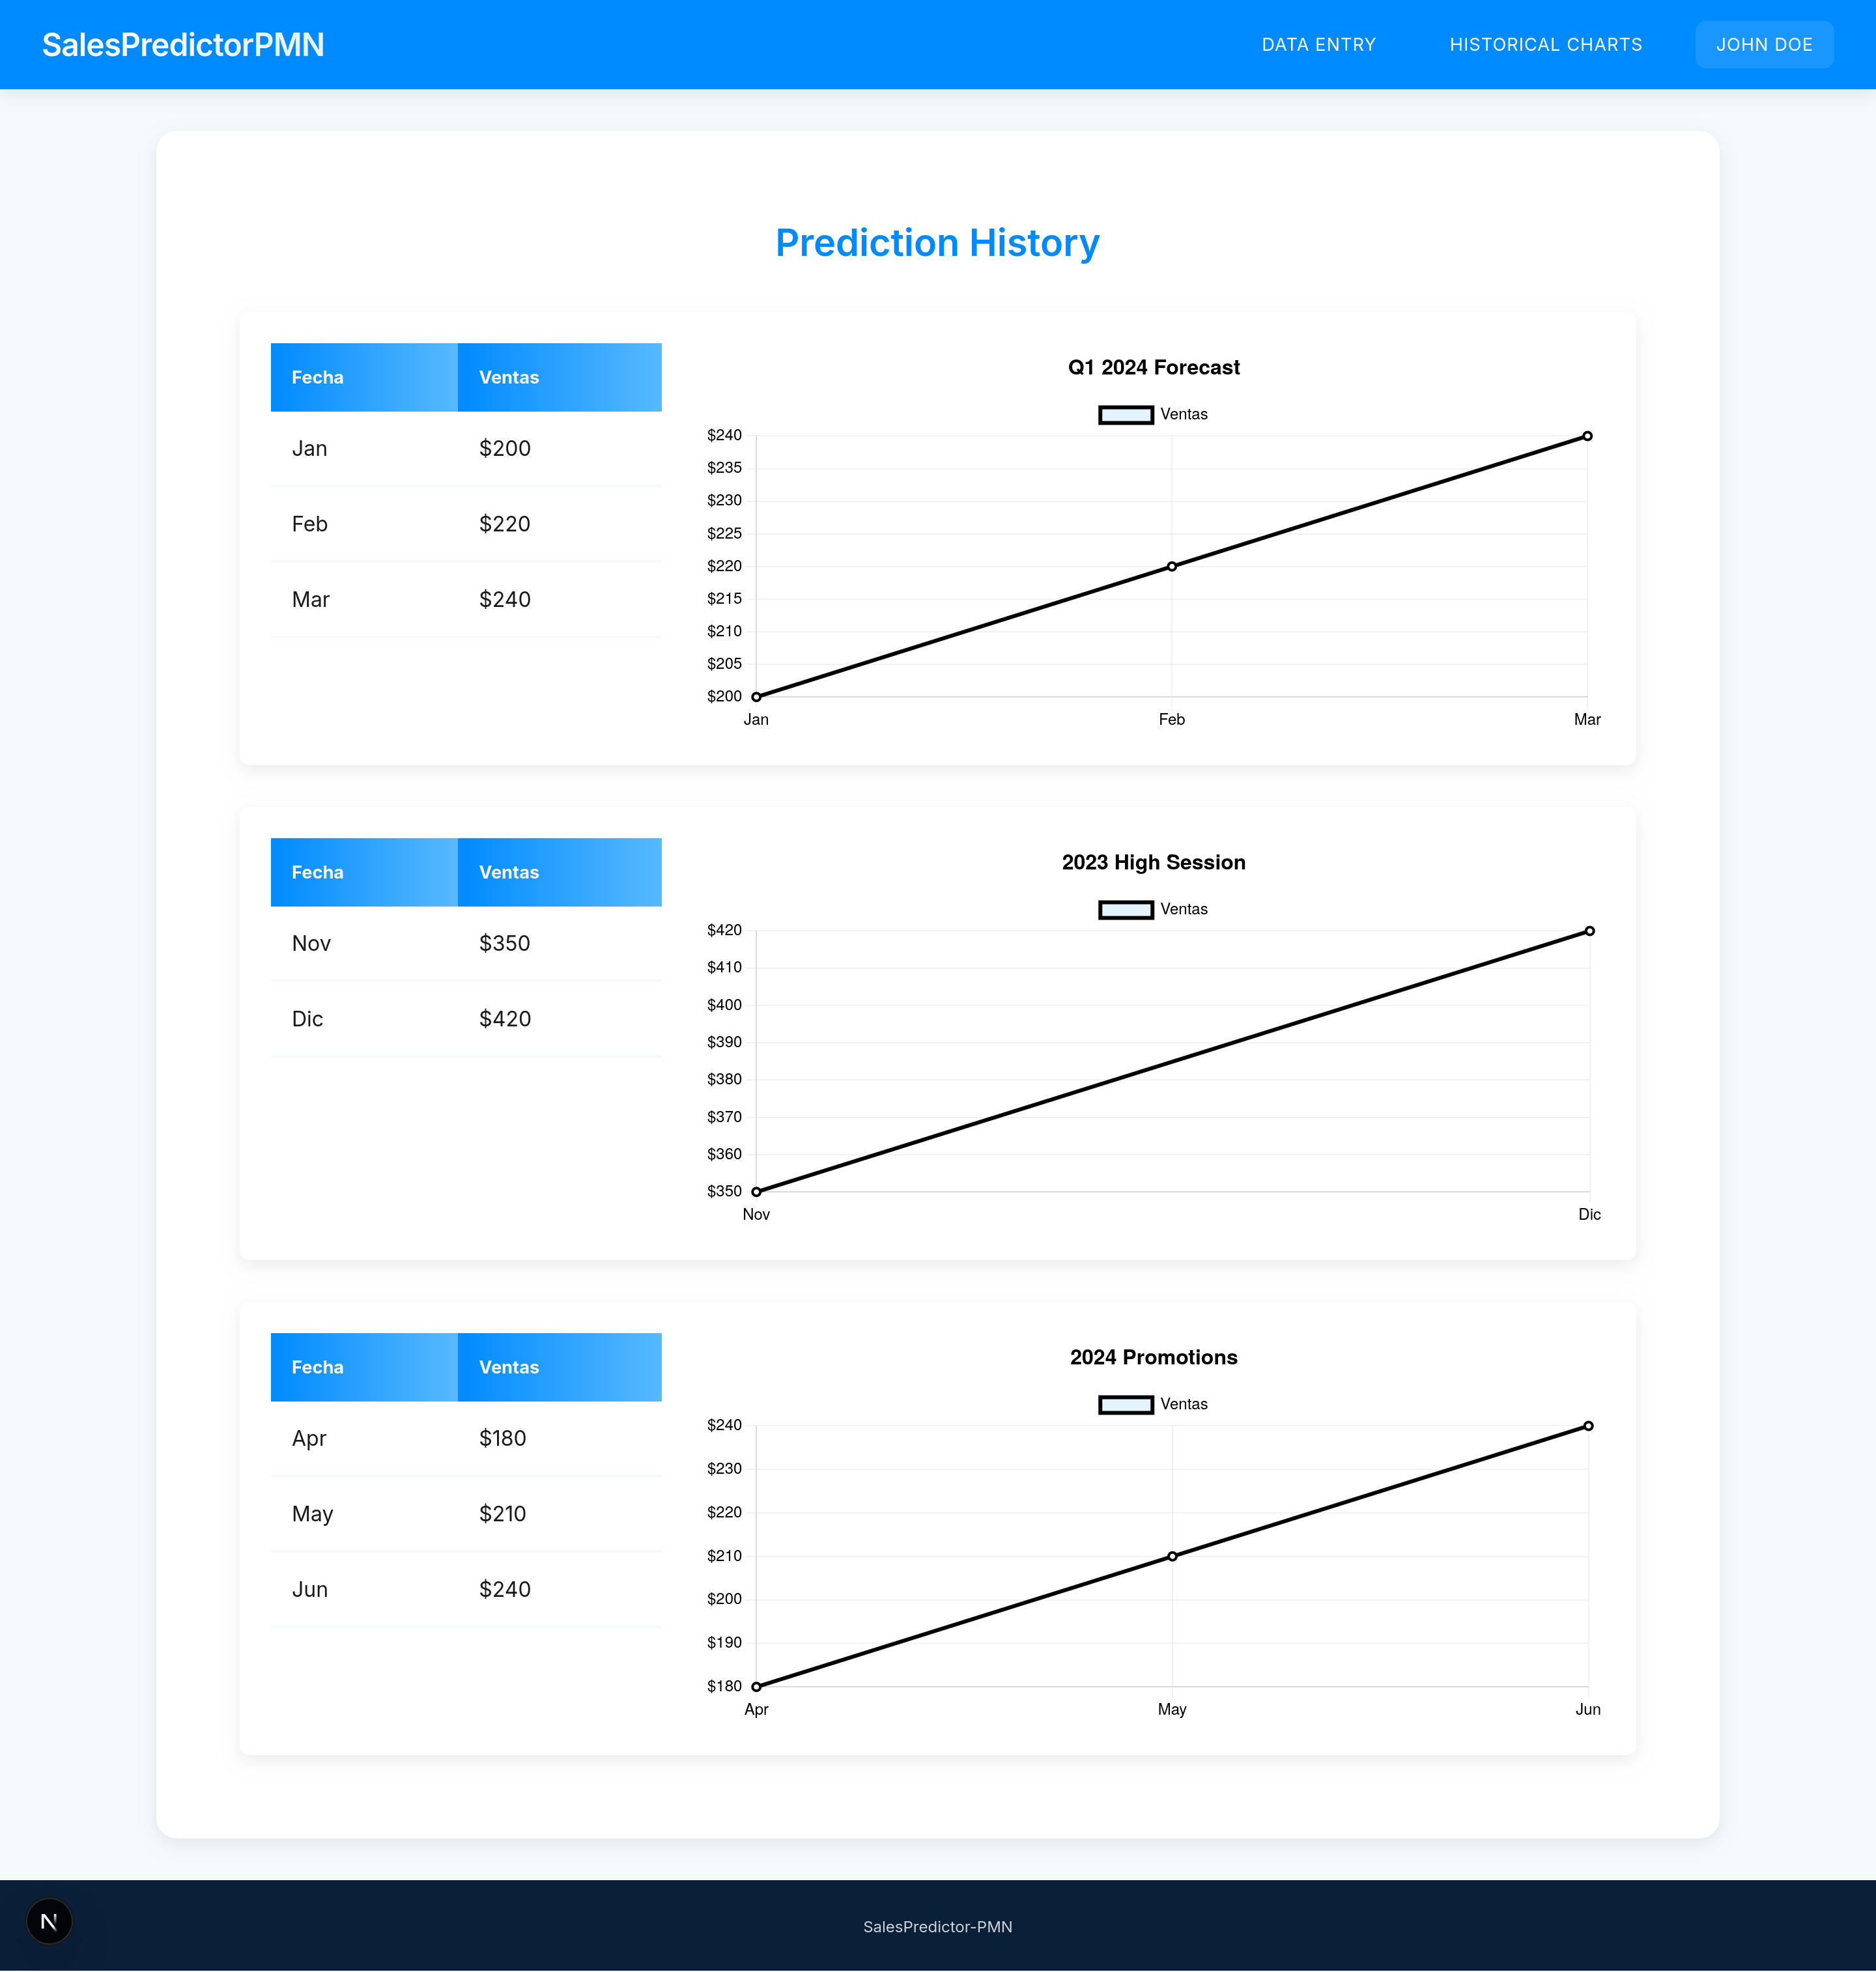 SalesPredictorPMN
DATA ENTRY
HISTORICAL CHARTS
JOHN DOE
Prediction History
Fecha Ventas
Jan $200
Feb $220
Mar $240
Q1 2024 Forecast
Ventas
$240
$235
$230
$225
$220
$215
$210
$205
$200
Jan Feb Mar
Fecha Ventas
Nov $350
Dic $420
2023 High Session
Ventas
$420
$410
$400
$390
$380
$370
$360
$350
Nov Dic
Fecha Ventas
Apr $180
May $210
Jun $240
2024 Promotions
Ventas
$240
$230
$220
$210
$200
$190
$180
Apr May Jun
N
SalesPredictor-PMN